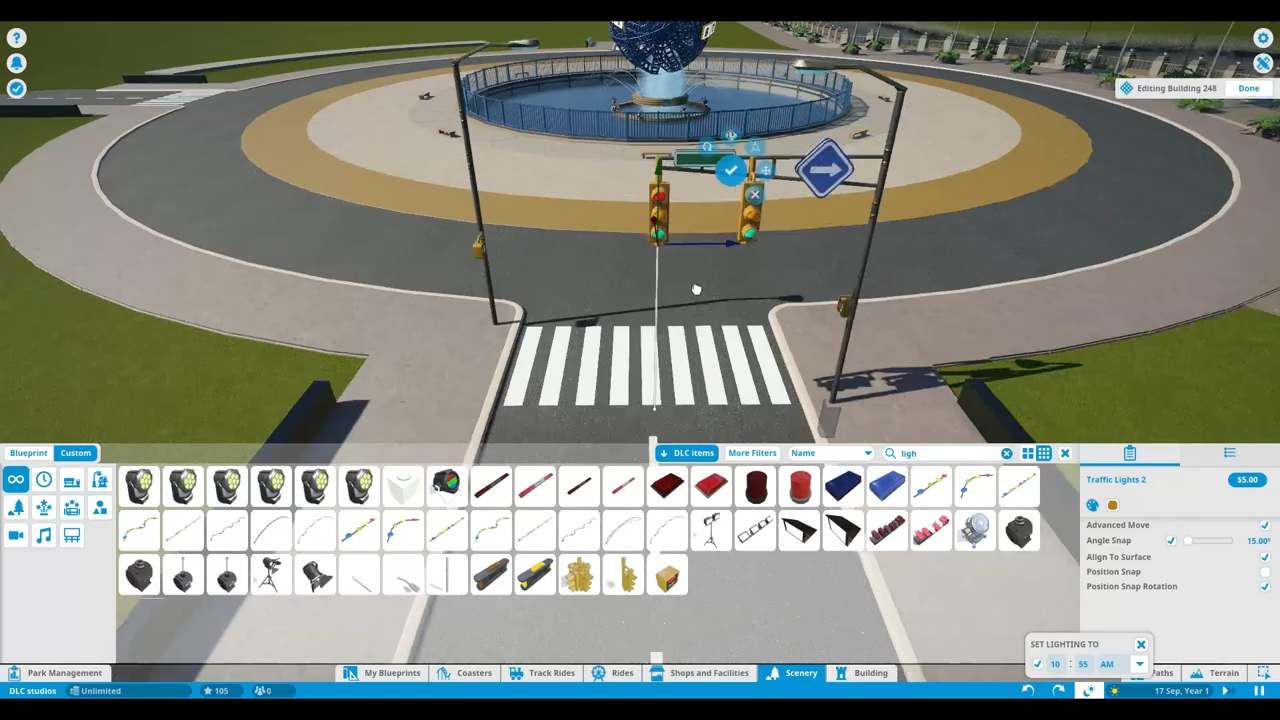 ?
Editing Building 248 Done
Blueprint Custom
DLC items More Filters Name ligh
Traffic Lights 2 $5.00
Advanced Move
Angle Snap 15.00°
Align To Surface
Position Snap
Position Snap Rotation
SET LIGHTING TO
10 : 55 AM
Park Management My Blueprints Coasters Track Rides Rides Shops and Facilities Scenery Building Paths Terrain
DLC studios Unlimited 105 0 17 Sep, Year 1